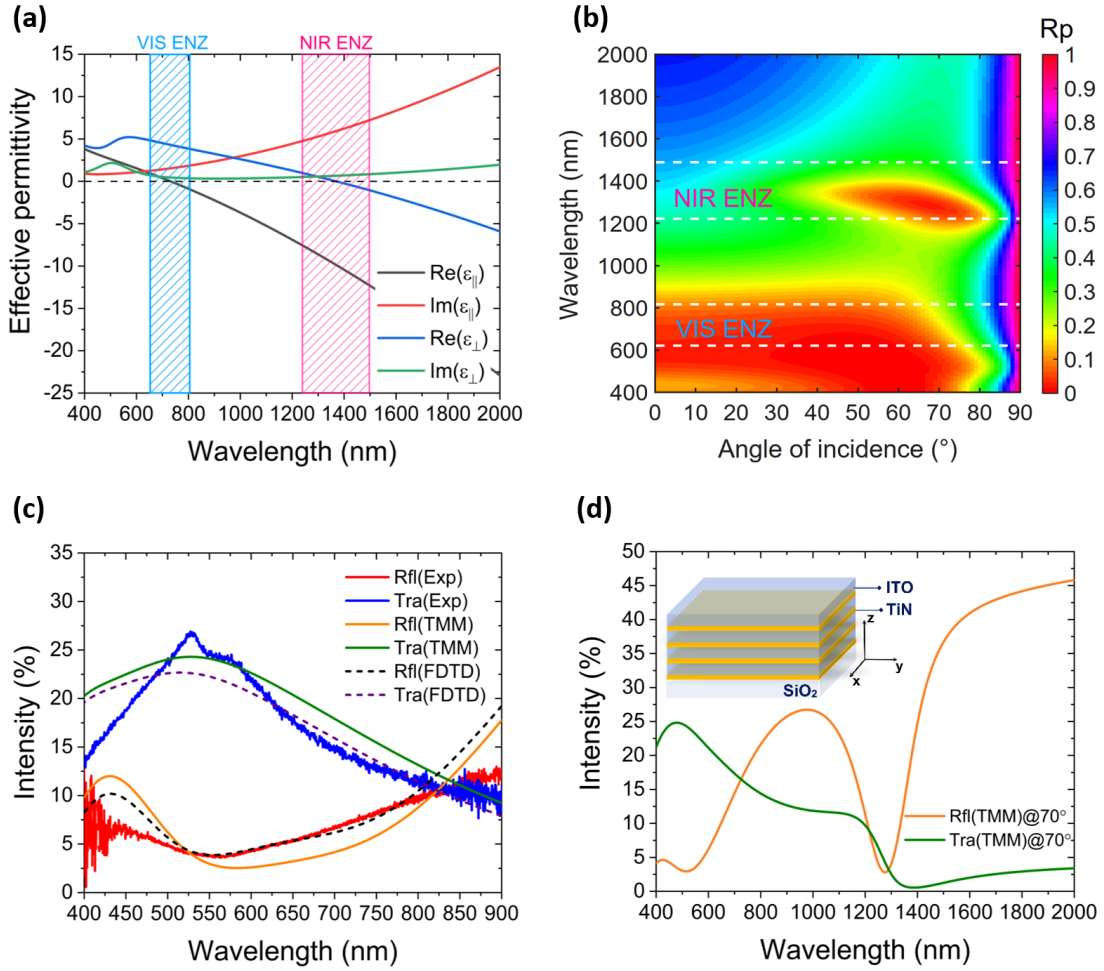 (a)
VIS ENZ
NIR ENZ
15
10
5
0
-5
-10
-15
-20
-25
Effective permittivity
Re(ε||)
Im(ε||)
Re(ε⊥)
Im(ε⊥)
400 600 800 1000 1200 1400 1600 1800 2000
Wavelength (nm)
(b)
Rp
2000
1800
1600
1400
1200
1000
800
600
400
Wavelength (nm)
NIR ENZ
VIS ENZ
0 10 20 30 40 50 60 70 80 90
Angle of incidence (°)
1
0.9
0.8
0.7
0.6
0.5
0.4
0.3
0.2
0.1
0
(c)
35
30
25
20
15
10
5
0
Intensity (%)
Rfl(Exp)
Tra(Exp)
Rfl(TMM)
Tra(TMM)
Rfl(FDTD)
Tra(FDTD)
400 450 500 550 600 650 700 750 800 850 900
Wavelength (nm)
(d)
50
45
40
35
30
25
20
15
10
5
0
Intensity (%)
ITO
TiN
z
y
x
SiO₂
Rfl(TMM)@70°
Tra(TMM)@70°
400 600 800 1000 1200 1400 1600 1800 2000
Wavelength (nm)